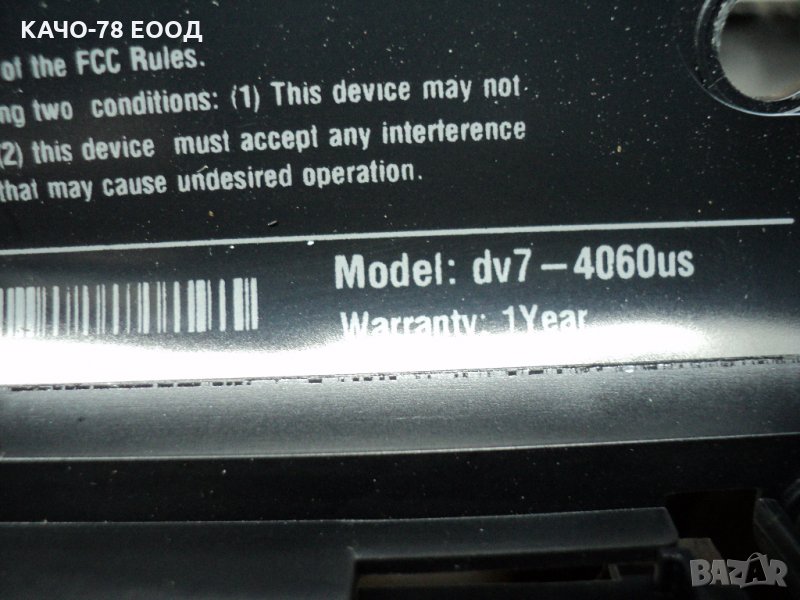 КАЧО-78 ЕООД
of the FCC Rules.
ng two conditions: (1) This device may not
(2) this device must accept any interference
that may cause undesired operation.
Model: dv7-4060us
Warranty: 1Year
BAZAR